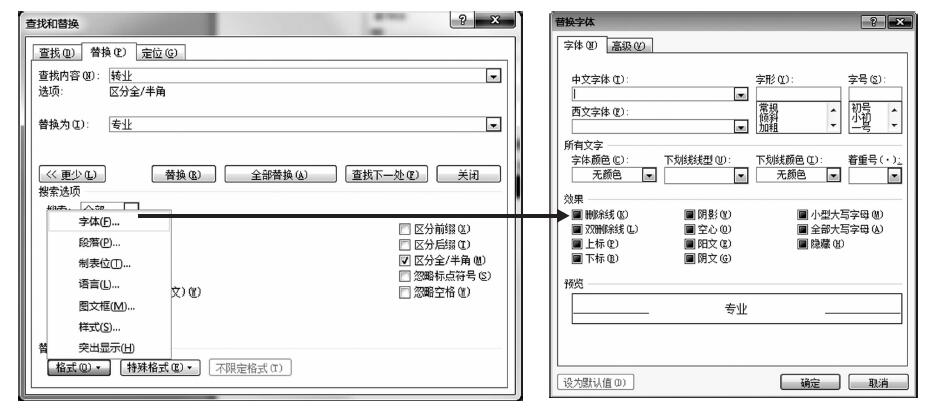 查找和替换
查找(D) 替换(P) 定位(G)
查找内容(N): 转业
选项: 区分全/半角
替换为(I): 专业
<< 更少(L) 替换(R) 全部替换(A) 查找下一处(F) 关闭
搜索选项
搜索: 全部
字体(F)...
段落(P)...
制表位(T)...
语言(L)...
图文框(M)...
样式(S)...
突出显示(H)
区分前缀(X)
区分后缀(T)
区分全/半角(M)
忽略标点符号(S)
忽略空格(W)
文)(W)
替
格式(O) 特殊格式(E) 不限定格式(T)
替换字体
字体(N) 高级(V)
中文字体(T): 字形(Y): 字号(S):
西文字体(F):
常规
倾斜
加粗
初号
小初
一号
所有文字
字体颜色(C): 下划线线型(U): 下划线颜色(I): 着重号(·):
无颜色 无颜色
效果
删除线(K) 阴影(W) 小型大写字母(M)
双删除线(L) 空心(O) 全部大写字母(A)
上标(P) 阳文(E) 隐藏(H)
下标(B) 阴文(G)
预览
专业
设为默认值(D) 确定 取消